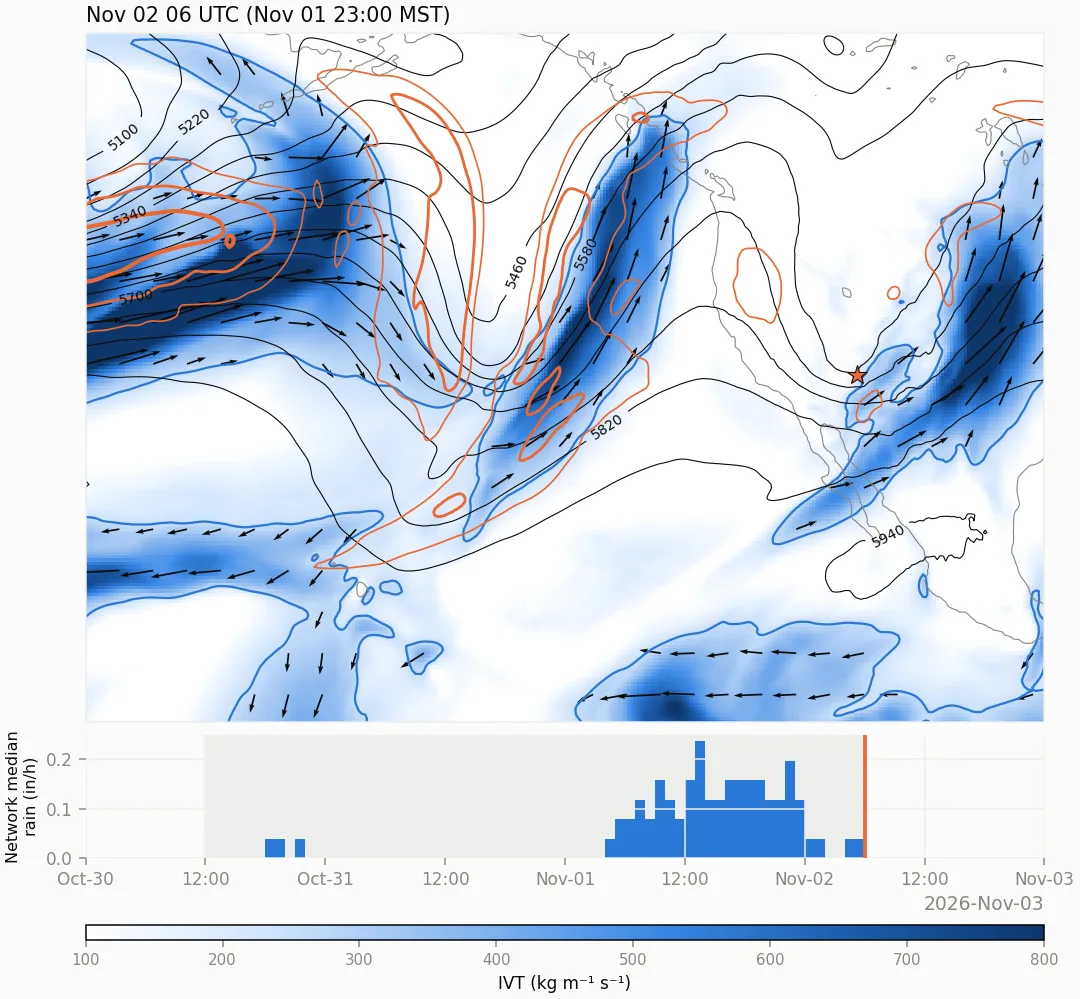 Nov 02 06 UTC (Nov 01 23:00 MST)
5100
5220
5340
5460
5580
5700
5820
5940
Network median
rain (in/h)
0.2
0.1
0.0
Oct-30
12:00
Oct-31
12:00
Nov-01
12:00
Nov-02
12:00
Nov-03
2026-Nov-03
100
200
300
400
500
600
700
800
IVT (kg m⁻¹ s⁻¹)